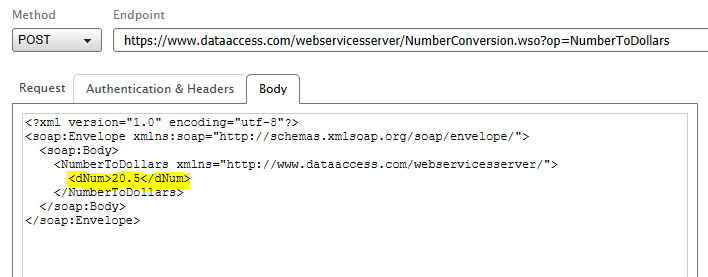 Method Endpoint
POST https://www.dataaccess.com/webservicesserver/NumberConversion.wso?op=NumberToDollars
Request Authentication & Headers Body
<?xml version="1.0" encoding="utf-8"?>
<soap:Envelope xmlns:soap="http://schemas.xmlsoap.org/soap/envelope/">
<soap:Body>
<NumberToDollars xmlns="http://www.dataaccess.com/webservicesserver/">
<dNum>20.5</dNum>
</NumberToDollars>
</soap:Body>
</soap:Envelope>